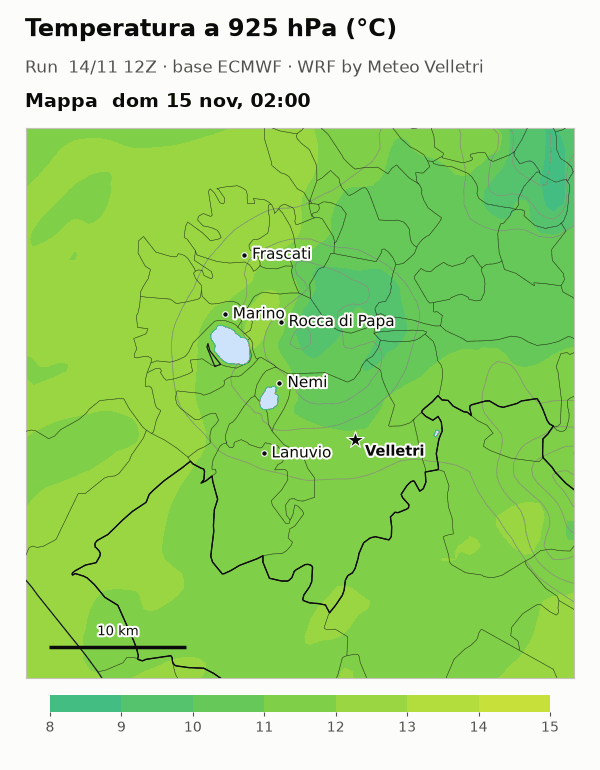 Temperatura a 925 hPa (°C)
Run  14/11 12Z · base ECMWF · WRF by Meteo Velletri
Mappa  dom 15 nov, 02:00
Frascati
Marino
Rocca di Papa
Nemi
Velletri
Lanuvio
10 km
8 9 10 11 12 13 14 15